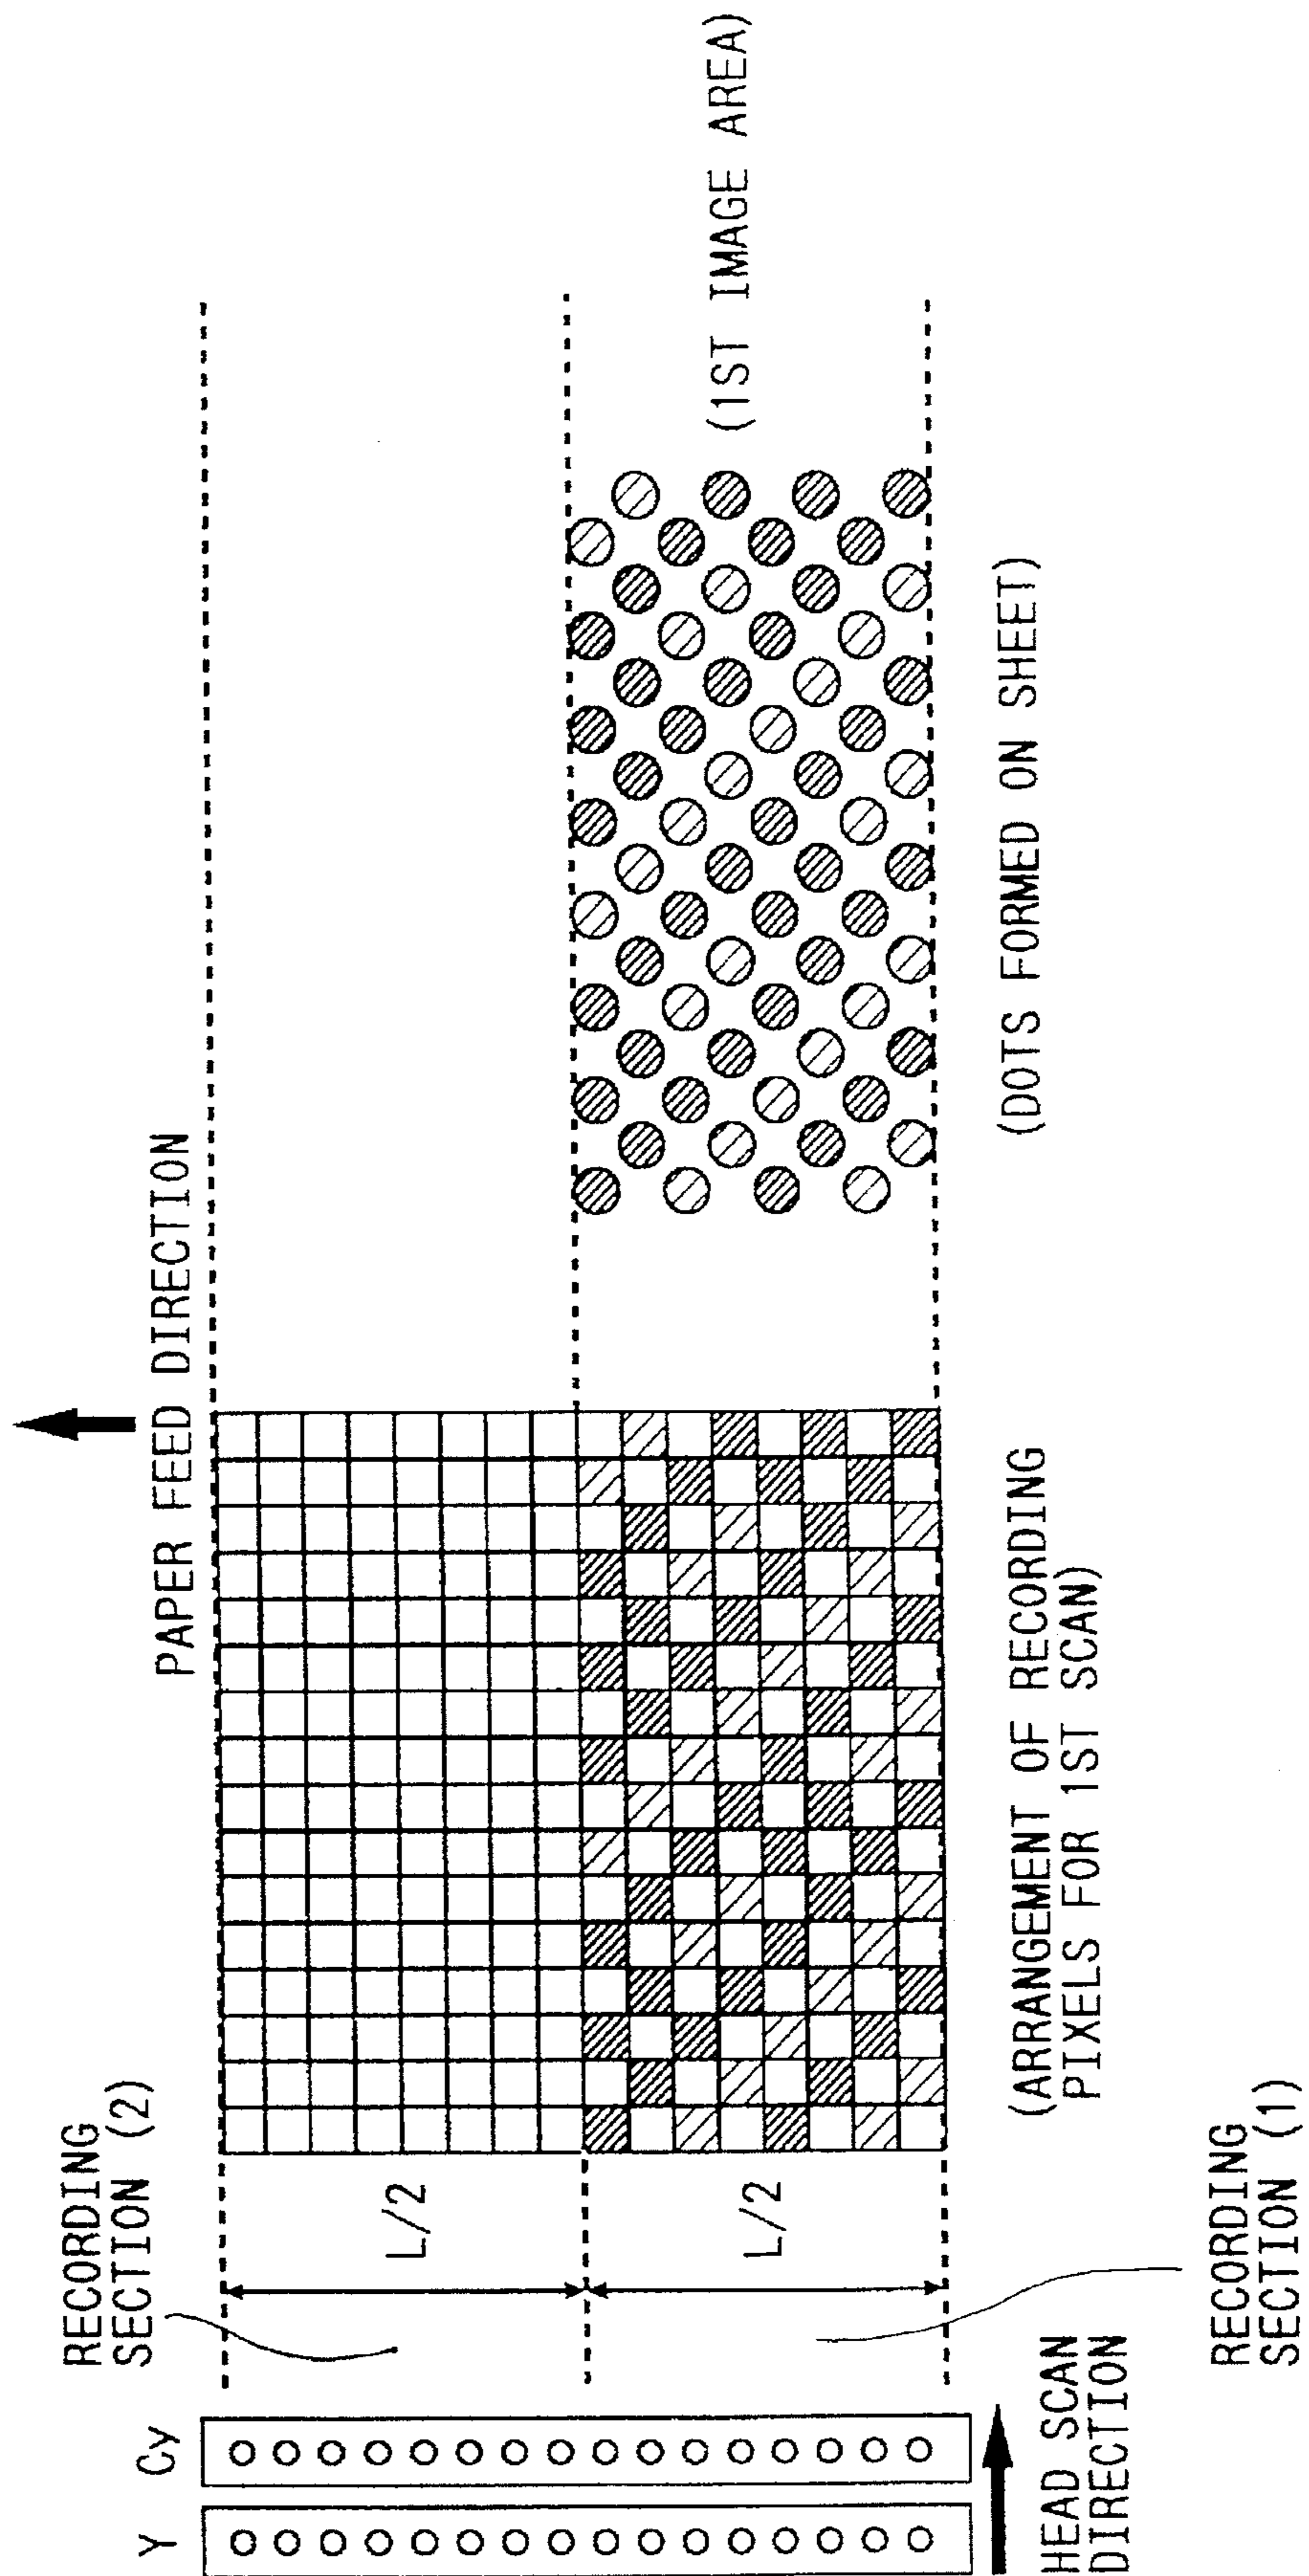 RECORDING
SECTION (2)
PAPER FEED DIRECTION
Y
Cy
L/2
L/2
(1ST IMAGE AREA)
HEAD SCAN
DIRECTION
(ARRANGEMENT OF RECORDING
PIXELS FOR 1ST SCAN)
(DOTS FORMED ON SHEET)
RECORDING
SECTION (1)